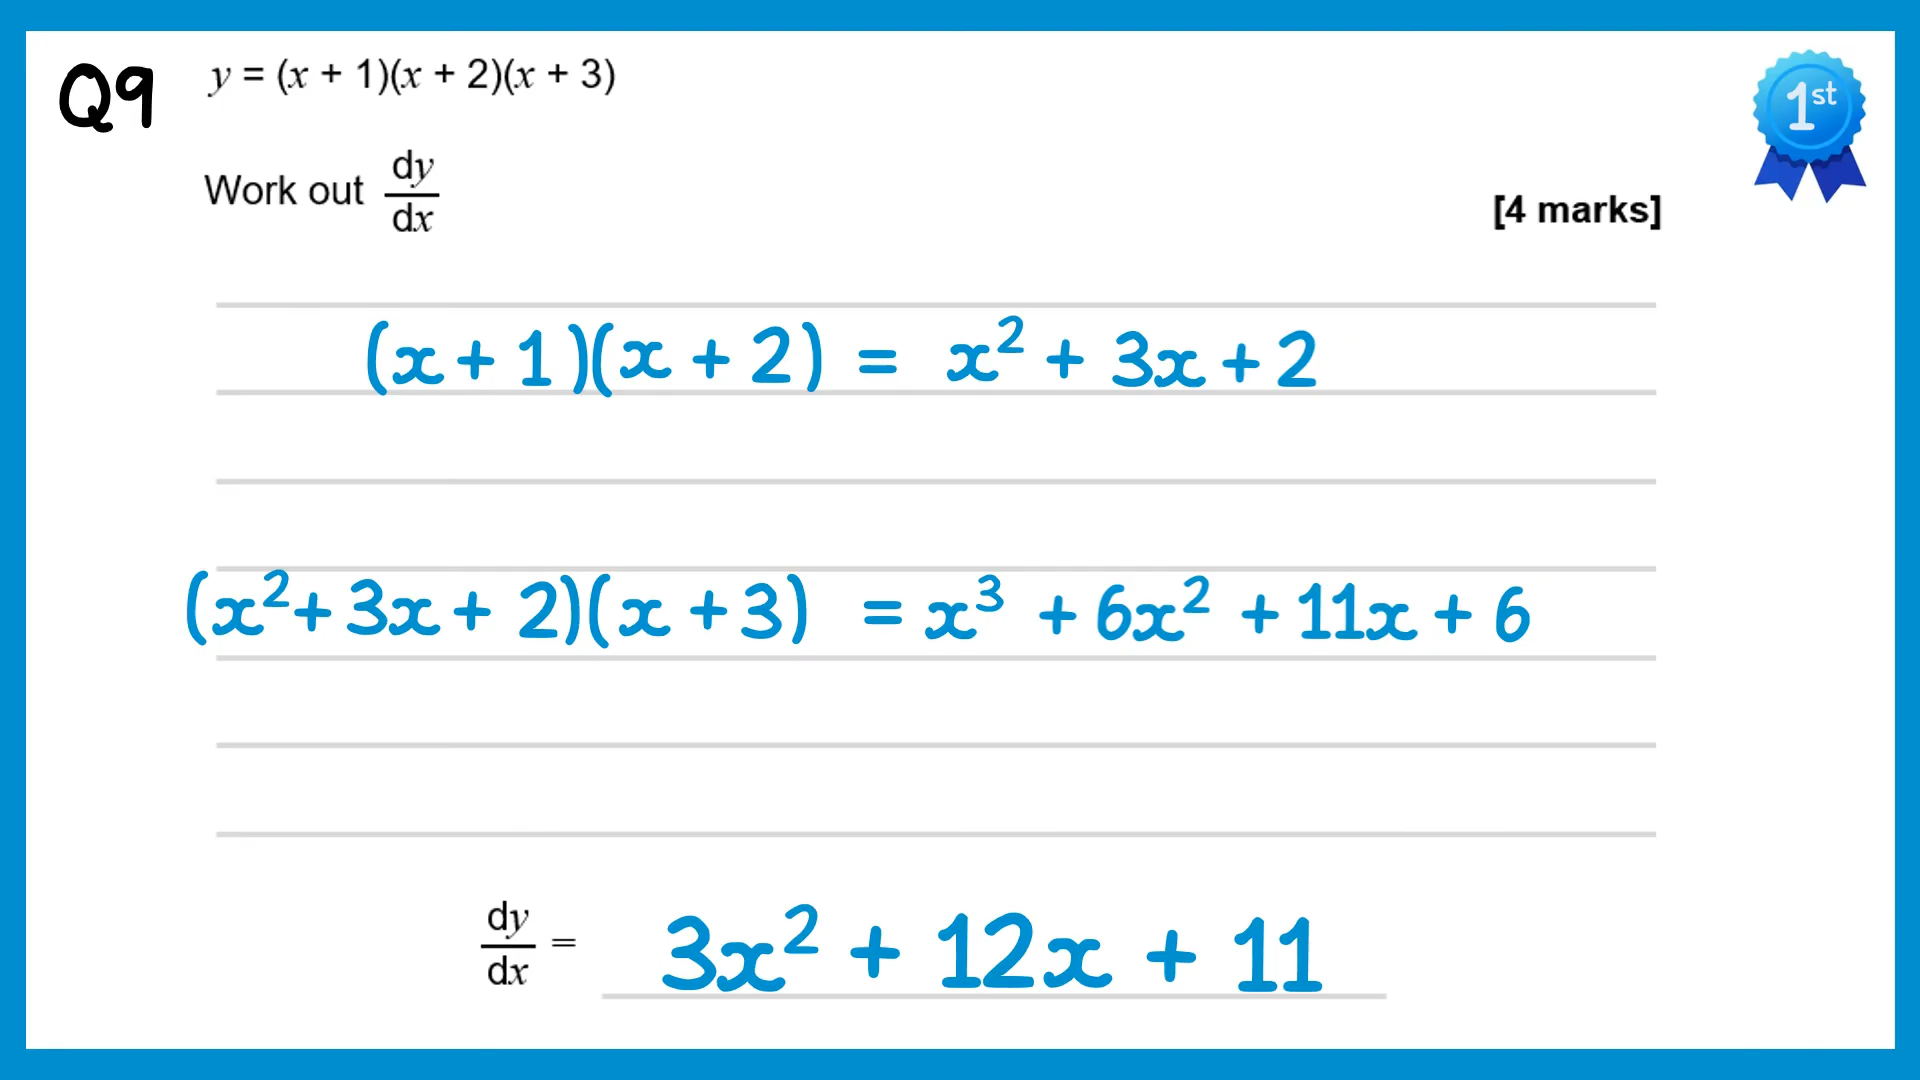 Q9
y = (x + 1)(x + 2)(x + 3)
1st
Work out dy/dx
[4 marks]
(x + 1)(x + 2) = x² + 3x + 2
(x² + 3x + 2)(x + 3) = x³ + 6x² + 11x + 6
dy/dx = 3x² + 12x + 11